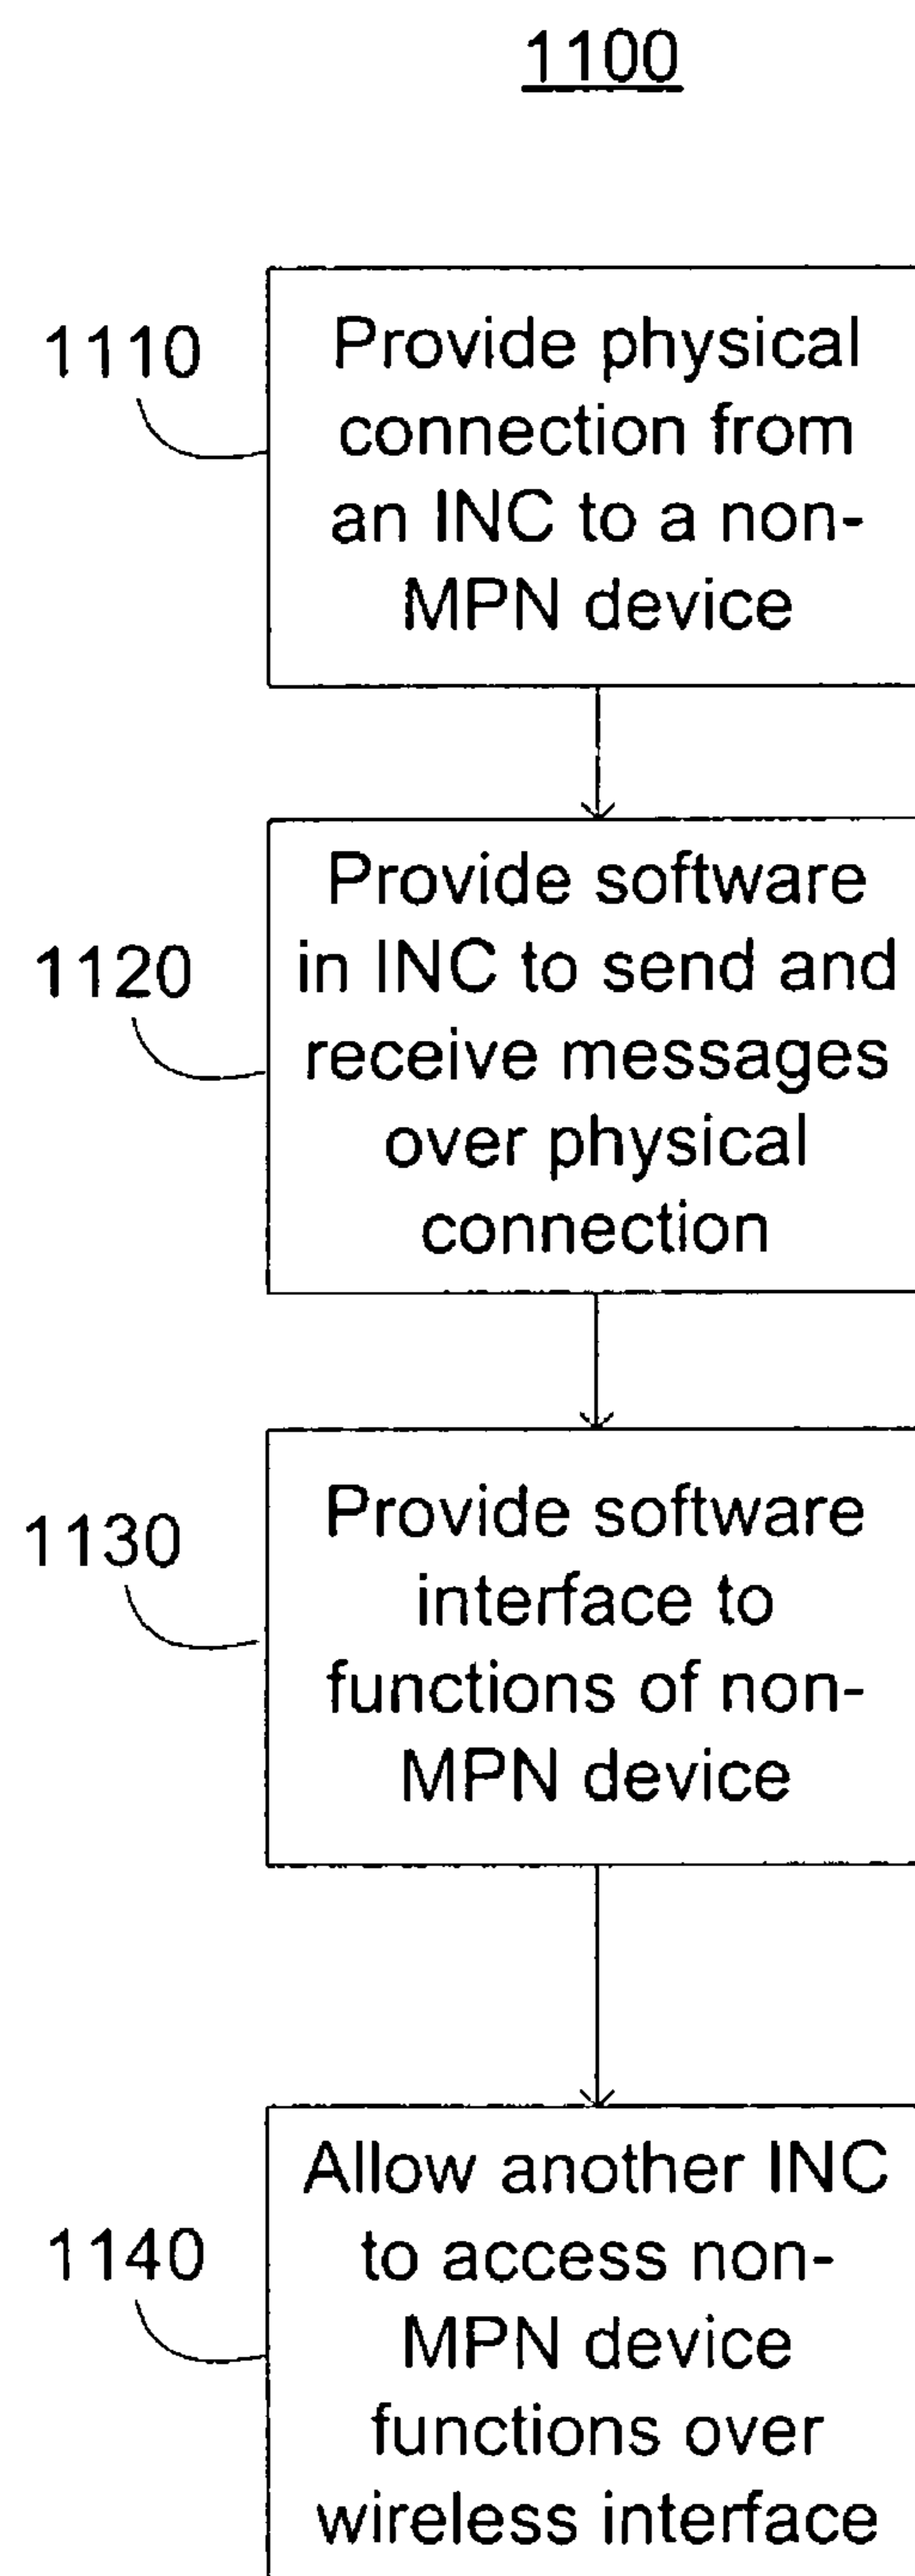 1100
1110
Provide physical
connection from
an INC to a non-
MPN device
1120
Provide software
in INC to send and
receive messages
over physical
connection
1130
Provide software
interface to
functions of non-
MPN device
1140
Allow another INC
to access non-
MPN device
functions over
wireless interface